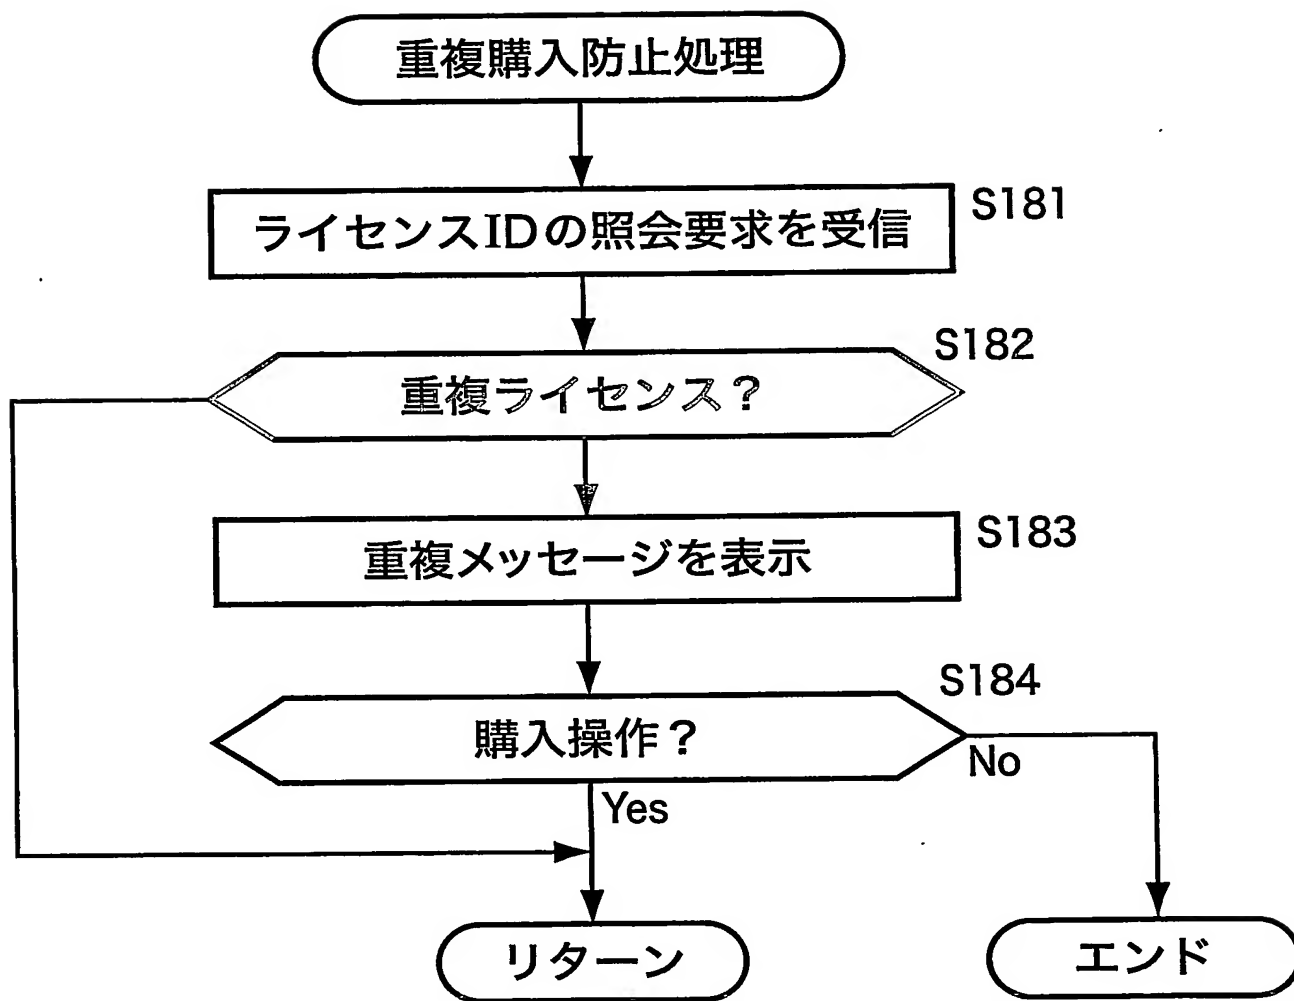 重複購入防止処理
S181
ライセンスIDの照会要求を受信
S182
重複ライセンス？
S183
重複メッセージを表示
S184
購入操作？
No
Yes
リターン
エンド